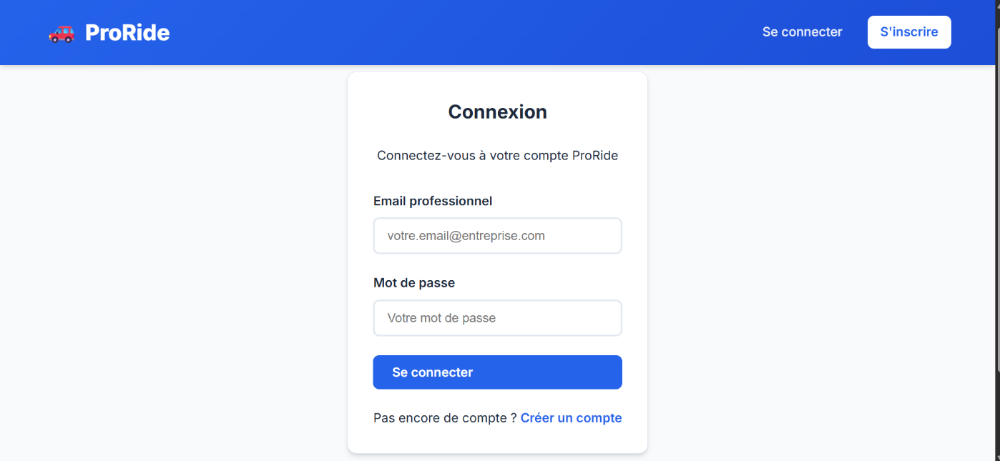 ProRide
Se connecter
S'inscrire
Connexion
Connectez-vous à votre compte ProRide
Email professionnel
votre.email@entreprise.com
Mot de passe
Votre mot de passe
Se connecter
Pas encore de compte ? Créer un compte